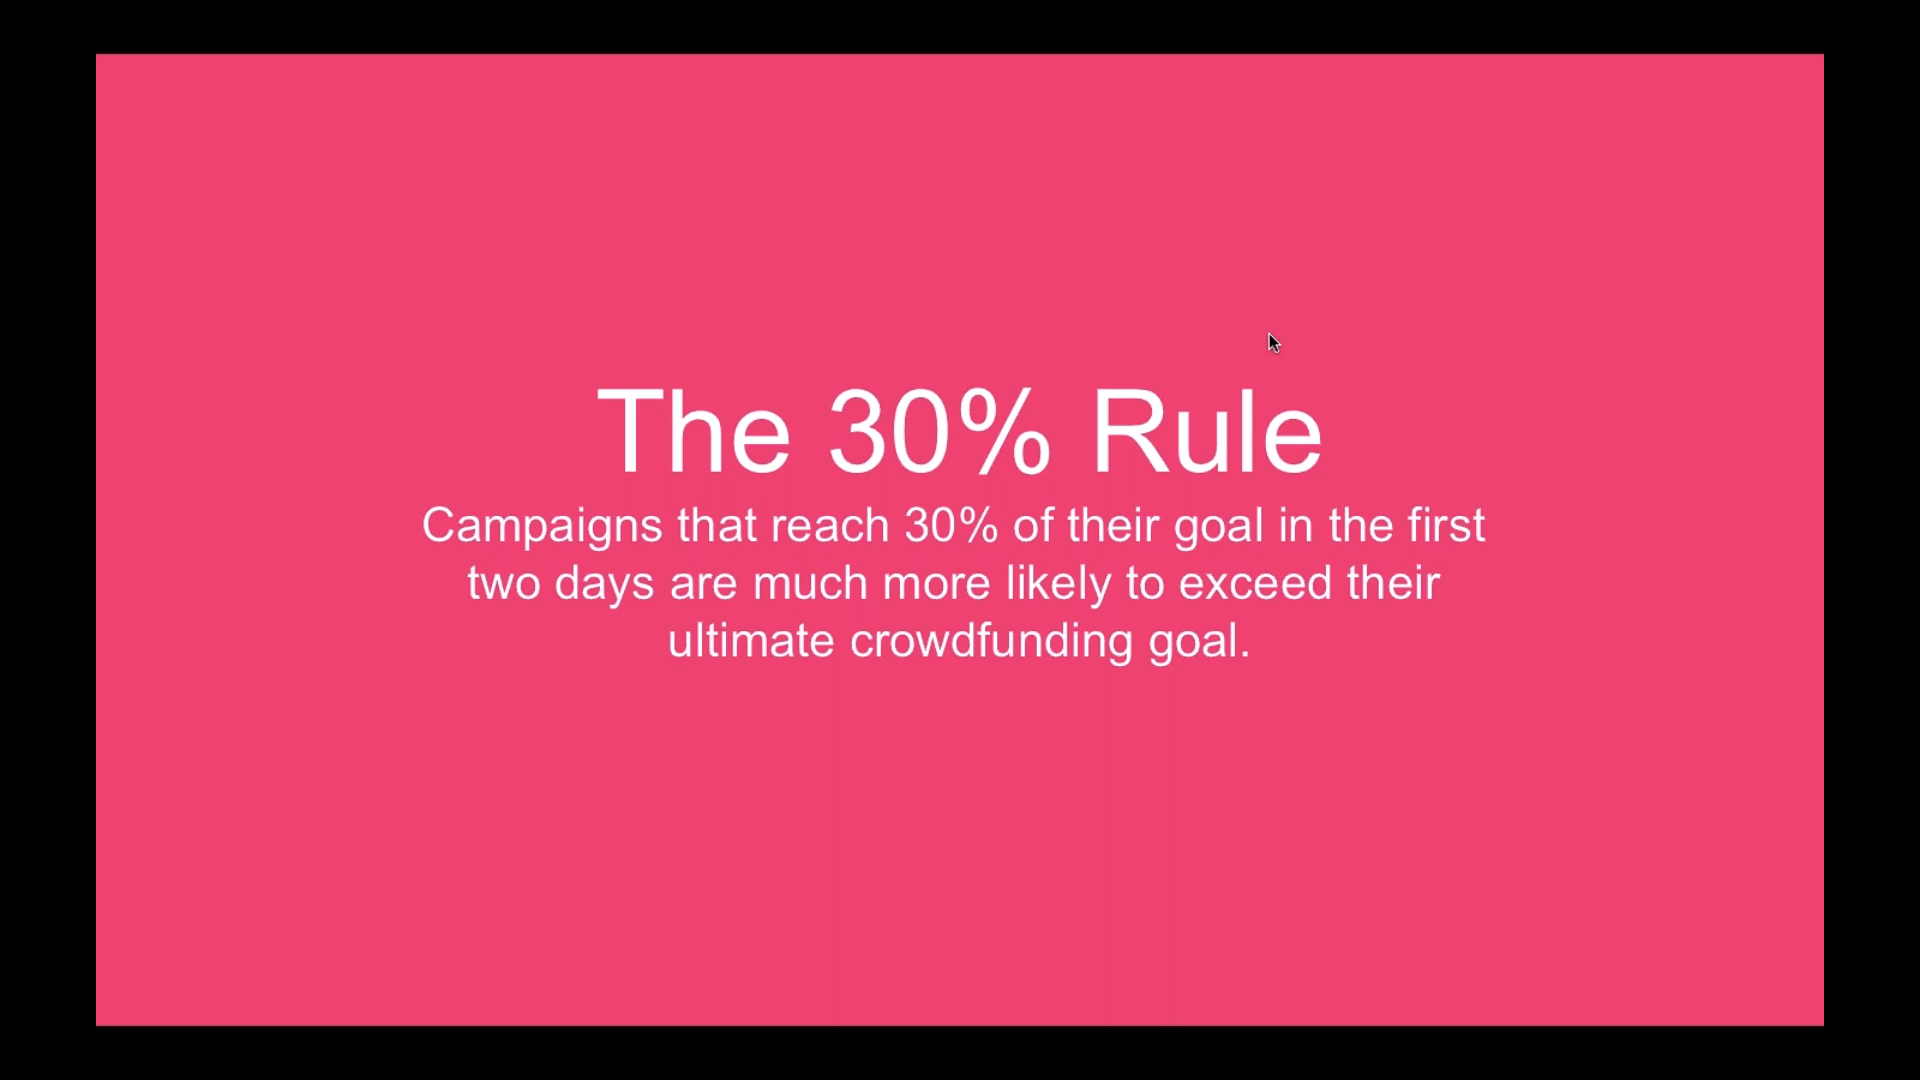 The 30% Rule
Campaigns that reach 30% of their goal in the first
two days are much more likely to exceed their
ultimate crowdfunding goal.